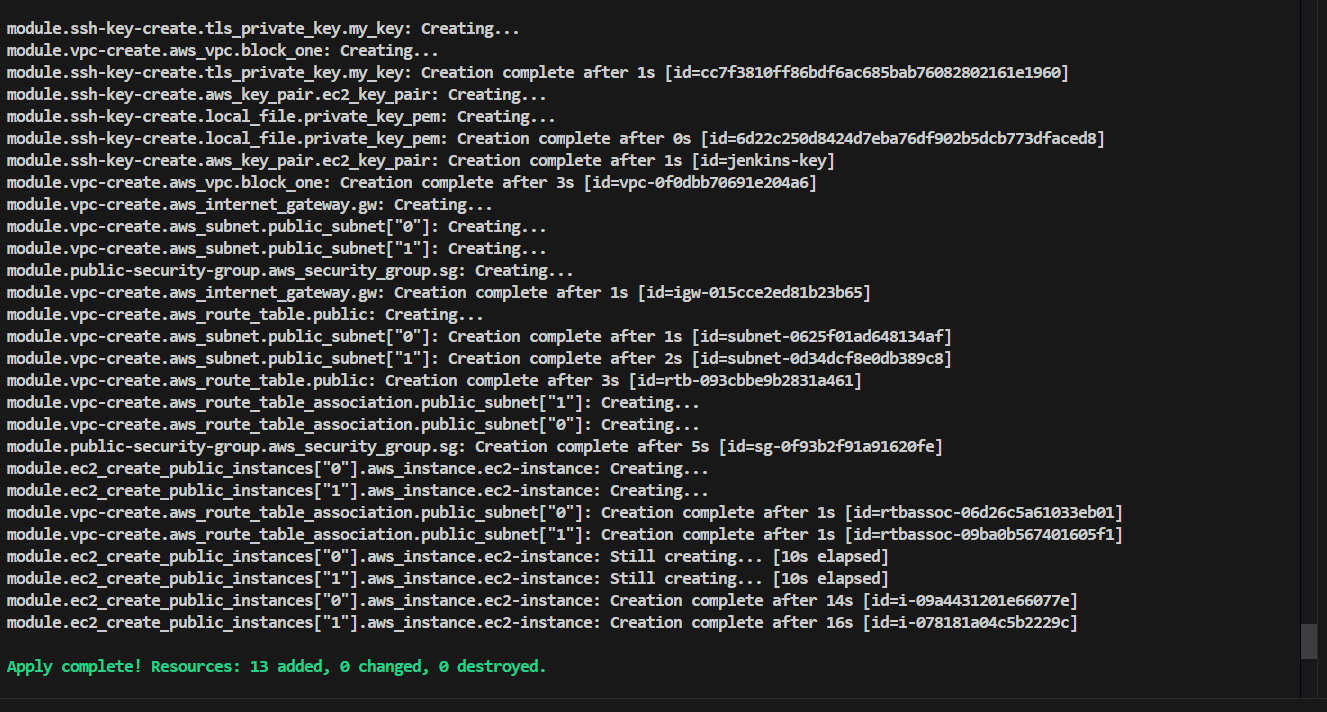 module.ssh-key-create.tls_private_key.my_key: Creating...
module.vpc-create.aws_vpc.block_one: Creating...
module.ssh-key-create.tls_private_key.my_key: Creation complete after 1s [id=cc7f3810ff86bdf6ac685bab76082802161e1960]
module.ssh-key-create.aws_key_pair.ec2_key_pair: Creating...
module.ssh-key-create.local_file.private_key_pem: Creating...
module.ssh-key-create.local_file.private_key_pem: Creation complete after 0s [id=6d22c250d8424d7eba76df902b5dcb773dfaced8]
module.ssh-key-create.aws_key_pair.ec2_key_pair: Creation complete after 1s [id=jenkins-key]
module.vpc-create.aws_vpc.block_one: Creation complete after 3s [id=vpc-0f0dbb70691e204a6]
module.vpc-create.aws_internet_gateway.gw: Creating...
module.vpc-create.aws_subnet.public_subnet["0"]: Creating...
module.vpc-create.aws_subnet.public_subnet["1"]: Creating...
module.public-security-group.aws_security_group.sg: Creating...
module.vpc-create.aws_internet_gateway.gw: Creation complete after 1s [id=igw-015cce2ed81b23b65]
module.vpc-create.aws_route_table.public: Creating...
module.vpc-create.aws_subnet.public_subnet["0"]: Creation complete after 1s [id=subnet-0625f01ad648134af]
module.vpc-create.aws_subnet.public_subnet["1"]: Creation complete after 2s [id=subnet-0d34dcf8e0db389c8]
module.vpc-create.aws_route_table.public: Creation complete after 3s [id=rtb-093cbbe9b2831a461]
module.vpc-create.aws_route_table_association.public_subnet["1"]: Creating...
module.vpc-create.aws_route_table_association.public_subnet["0"]: Creating...
module.public-security-group.aws_security_group.sg: Creation complete after 5s [id=sg-0f93b2f91a91620fe]
module.ec2_create_public_instances["0"].aws_instance.ec2-instance: Creating...
module.ec2_create_public_instances["1"].aws_instance.ec2-instance: Creating...
module.vpc-create.aws_route_table_association.public_subnet["0"]: Creation complete after 1s [id=rtbassoc-06d26c5a61033eb01]
module.vpc-create.aws_route_table_association.public_subnet["1"]: Creation complete after 1s [id=rtbassoc-09ba0b567401605f1]
module.ec2_create_public_instances["0"].aws_instance.ec2-instance: Still creating... [10s elapsed]
module.ec2_create_public_instances["1"].aws_instance.ec2-instance: Still creating... [10s elapsed]
module.ec2_create_public_instances["0"].aws_instance.ec2-instance: Creation complete after 14s [id=i-09a4431201e66077e]
module.ec2_create_public_instances["1"].aws_instance.ec2-instance: Creation complete after 16s [id=i-078181a04c5b2229c]
Apply complete! Resources: 13 added, 0 changed, 0 destroyed.